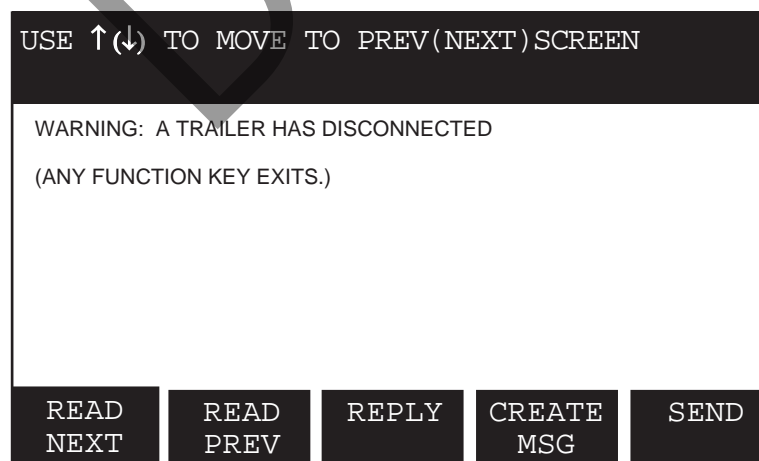 USE ↑(↓) TO MOVE TO PREV(NEXT)SCREEN
WARNING: A TRAILER HAS DISCONNECTED
(ANY FUNCTION KEY EXITS.)
READ NEXT
READ PREV
REPLY
CREATE MSG
SEND